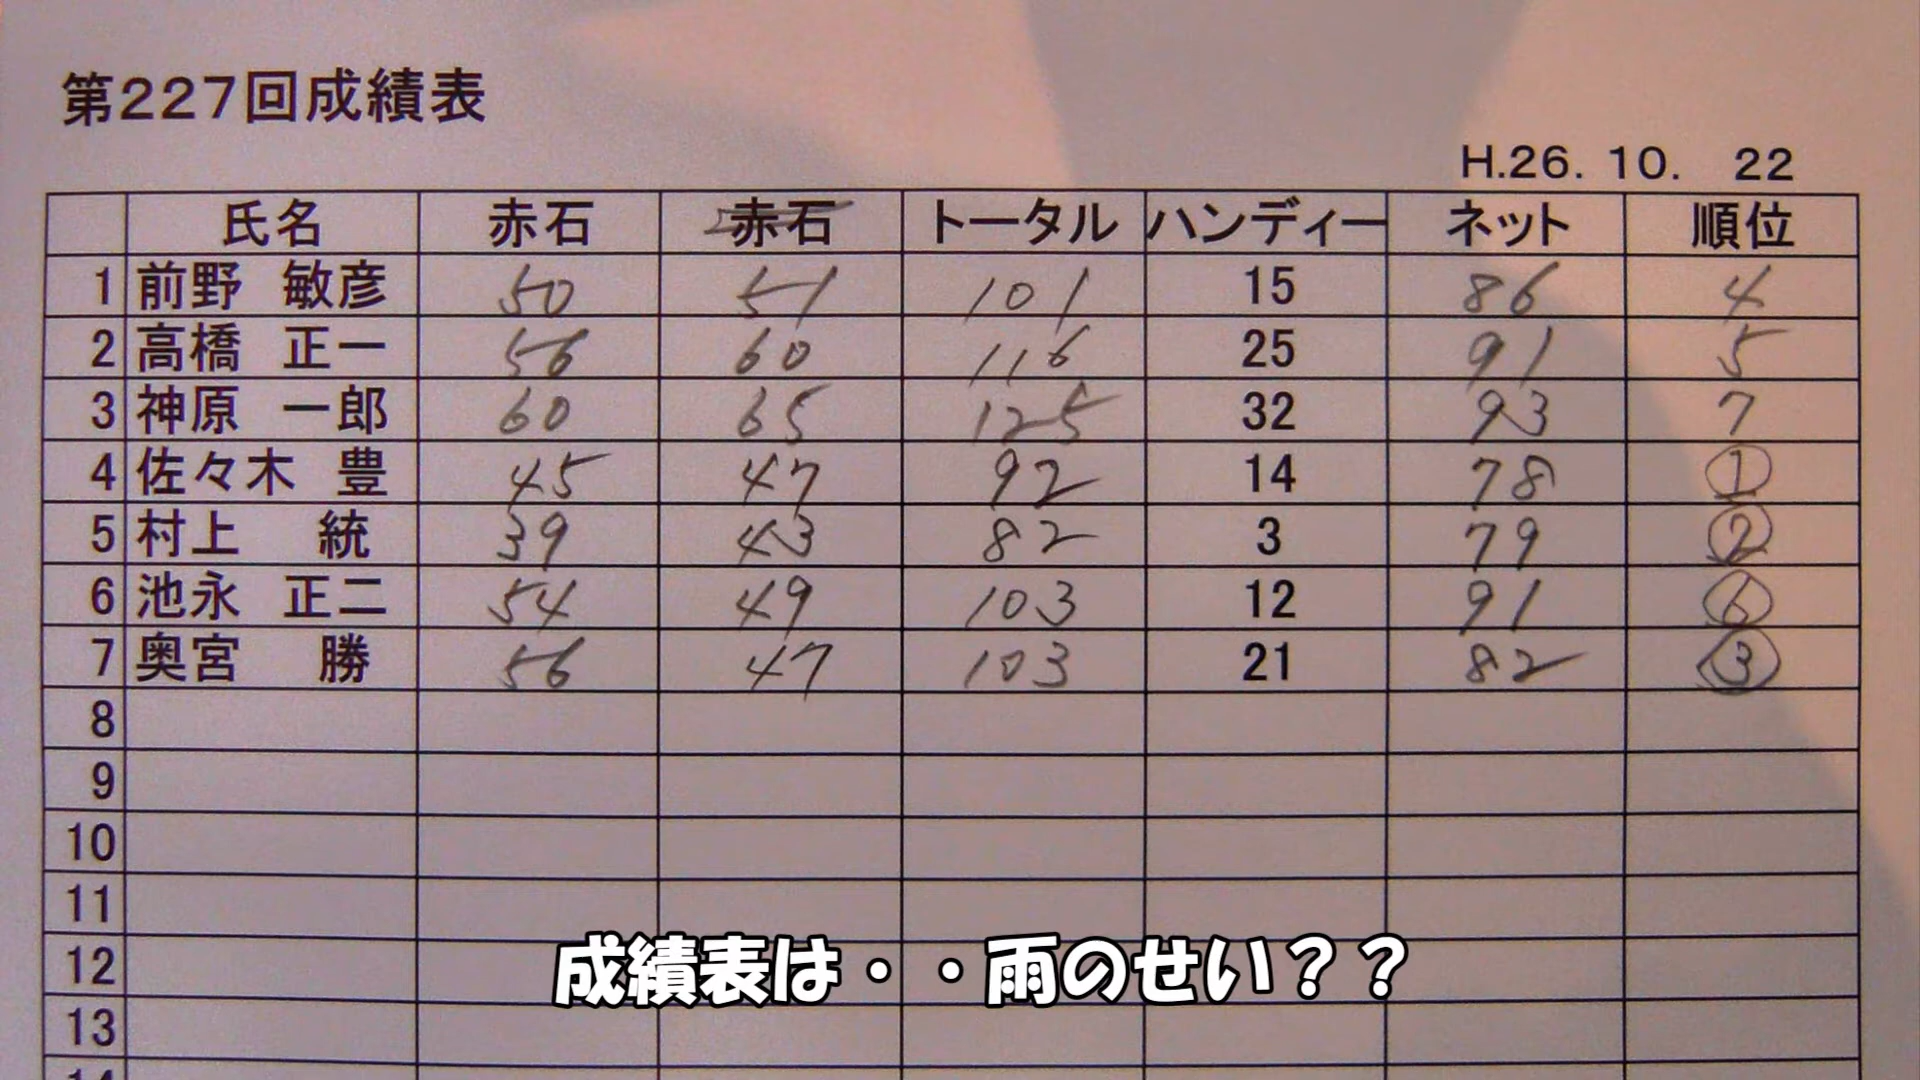 第227回成績表
H.26. 10. 22
氏名 赤石 赤石 トータル ハンディー ネット 順位
1 前野 敏彦 50 51 101 15 86 4
2 高橋 正一 56 60 116 25 91 5
3 神原 一郎 60 65 125 32 93 7
4 佐々木 豊 45 47 92 14 78 ①
5 村上 統 39 43 82 3 79 ②
6 池永 正二 54 49 103 12 91 ⑥
7 奥宮 勝 56 47 103 21 82 ③
8
9
10
11
12
13
14
成績表は・・雨のせい？？